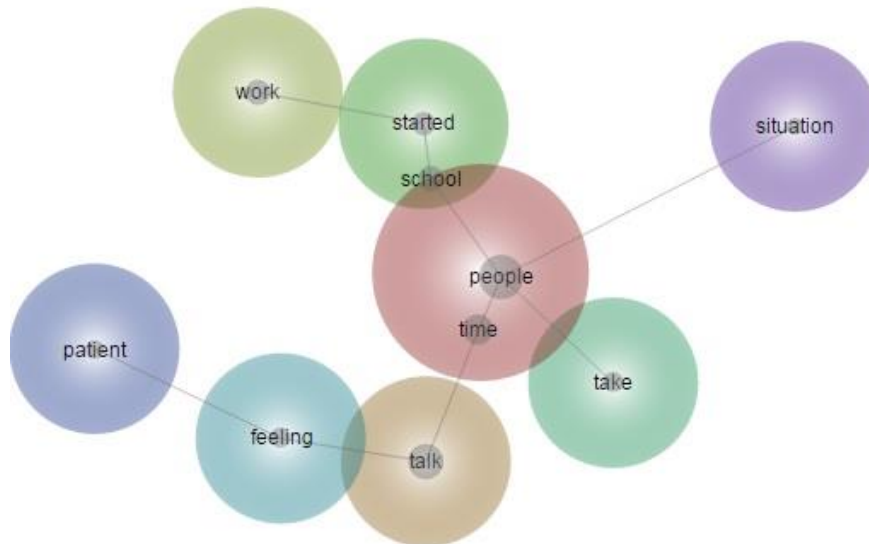 work
started
situation
school
people
time
patient
take
feeling
talk